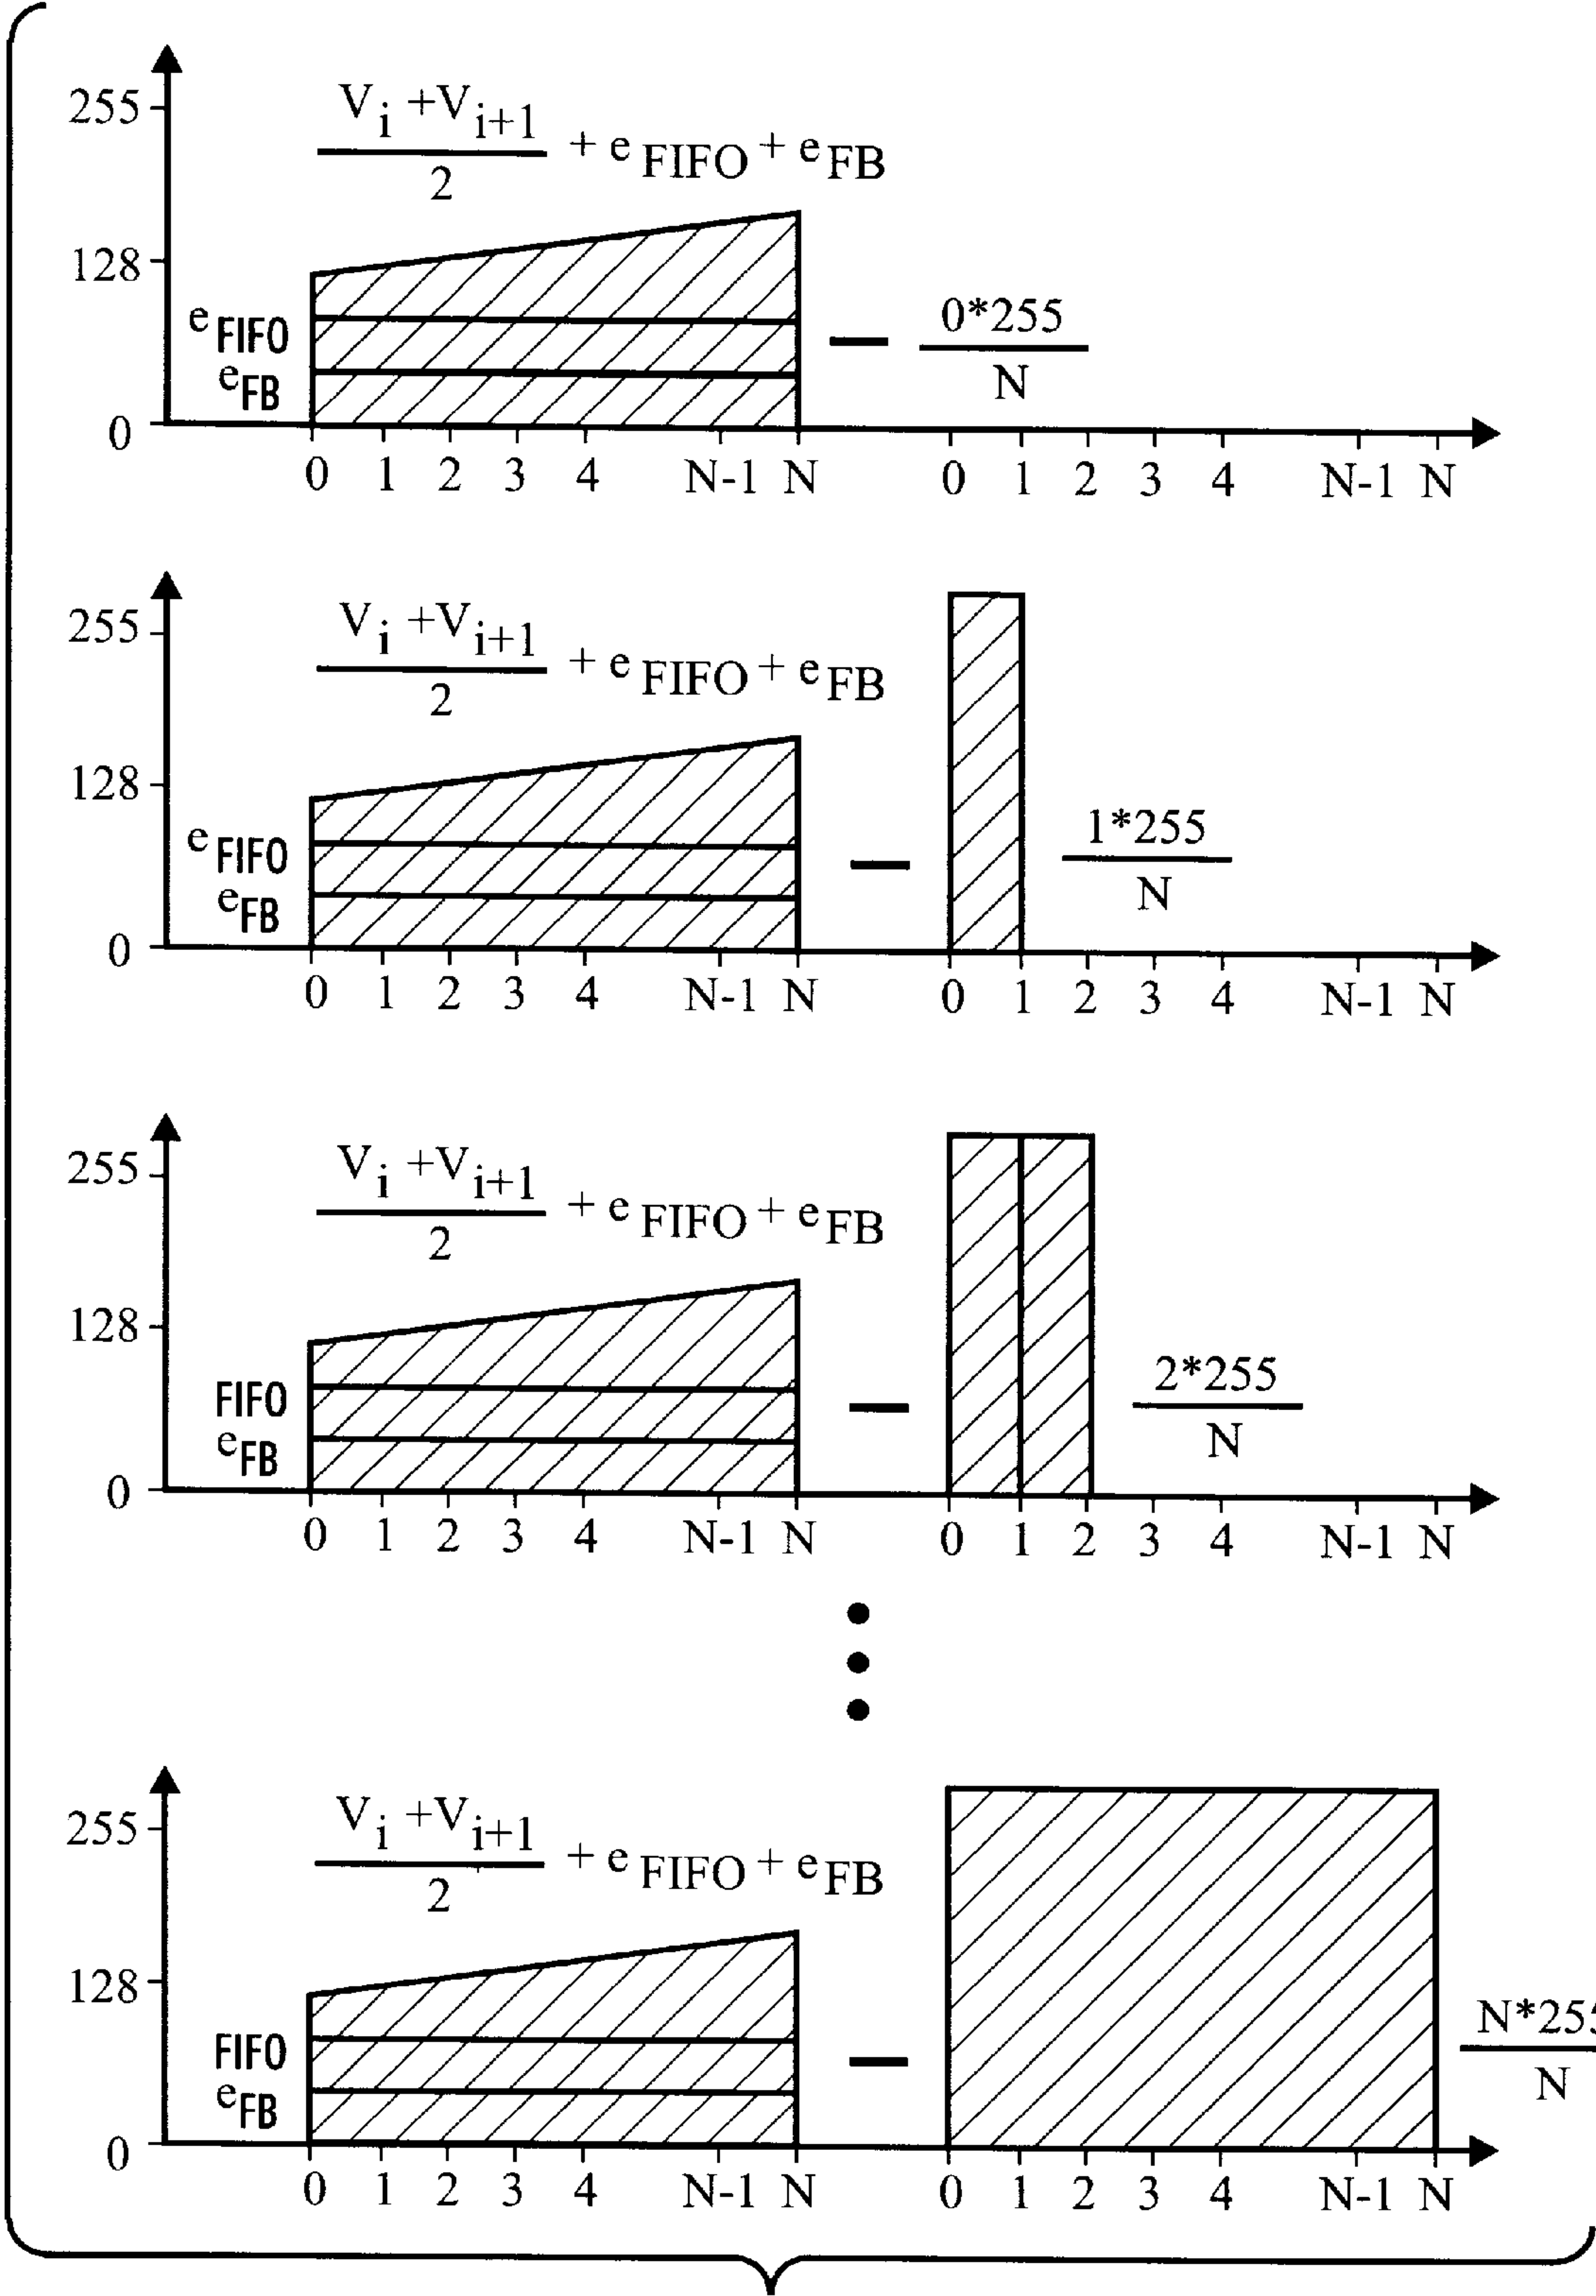 255
V i + V i+1 / 2 + e FIFO + e FB
128
e FIFO
e FB
0
0*255 / N
0 1 2 3 4 N-1 N 0 1 2 3 4 N-1 N
255
V i + V i+1 / 2 + e FIFO + e FB
128
e FIFO
e FB
0
1*255 / N
0 1 2 3 4 N-1 N 0 1 2 3 4 N-1 N
255
V i + V i+1 / 2 + e FIFO + e FB
128
FIFO
e FB
0
2*255 / N
0 1 2 3 4 N-1 N 0 1 2 3 4 N-1 N
255
V i + V i+1 / 2 + e FIFO + e FB
128
FIFO
e FB
0
N*255 / N
0 1 2 3 4 N-1 N 0 1 2 3 4 N-1 N